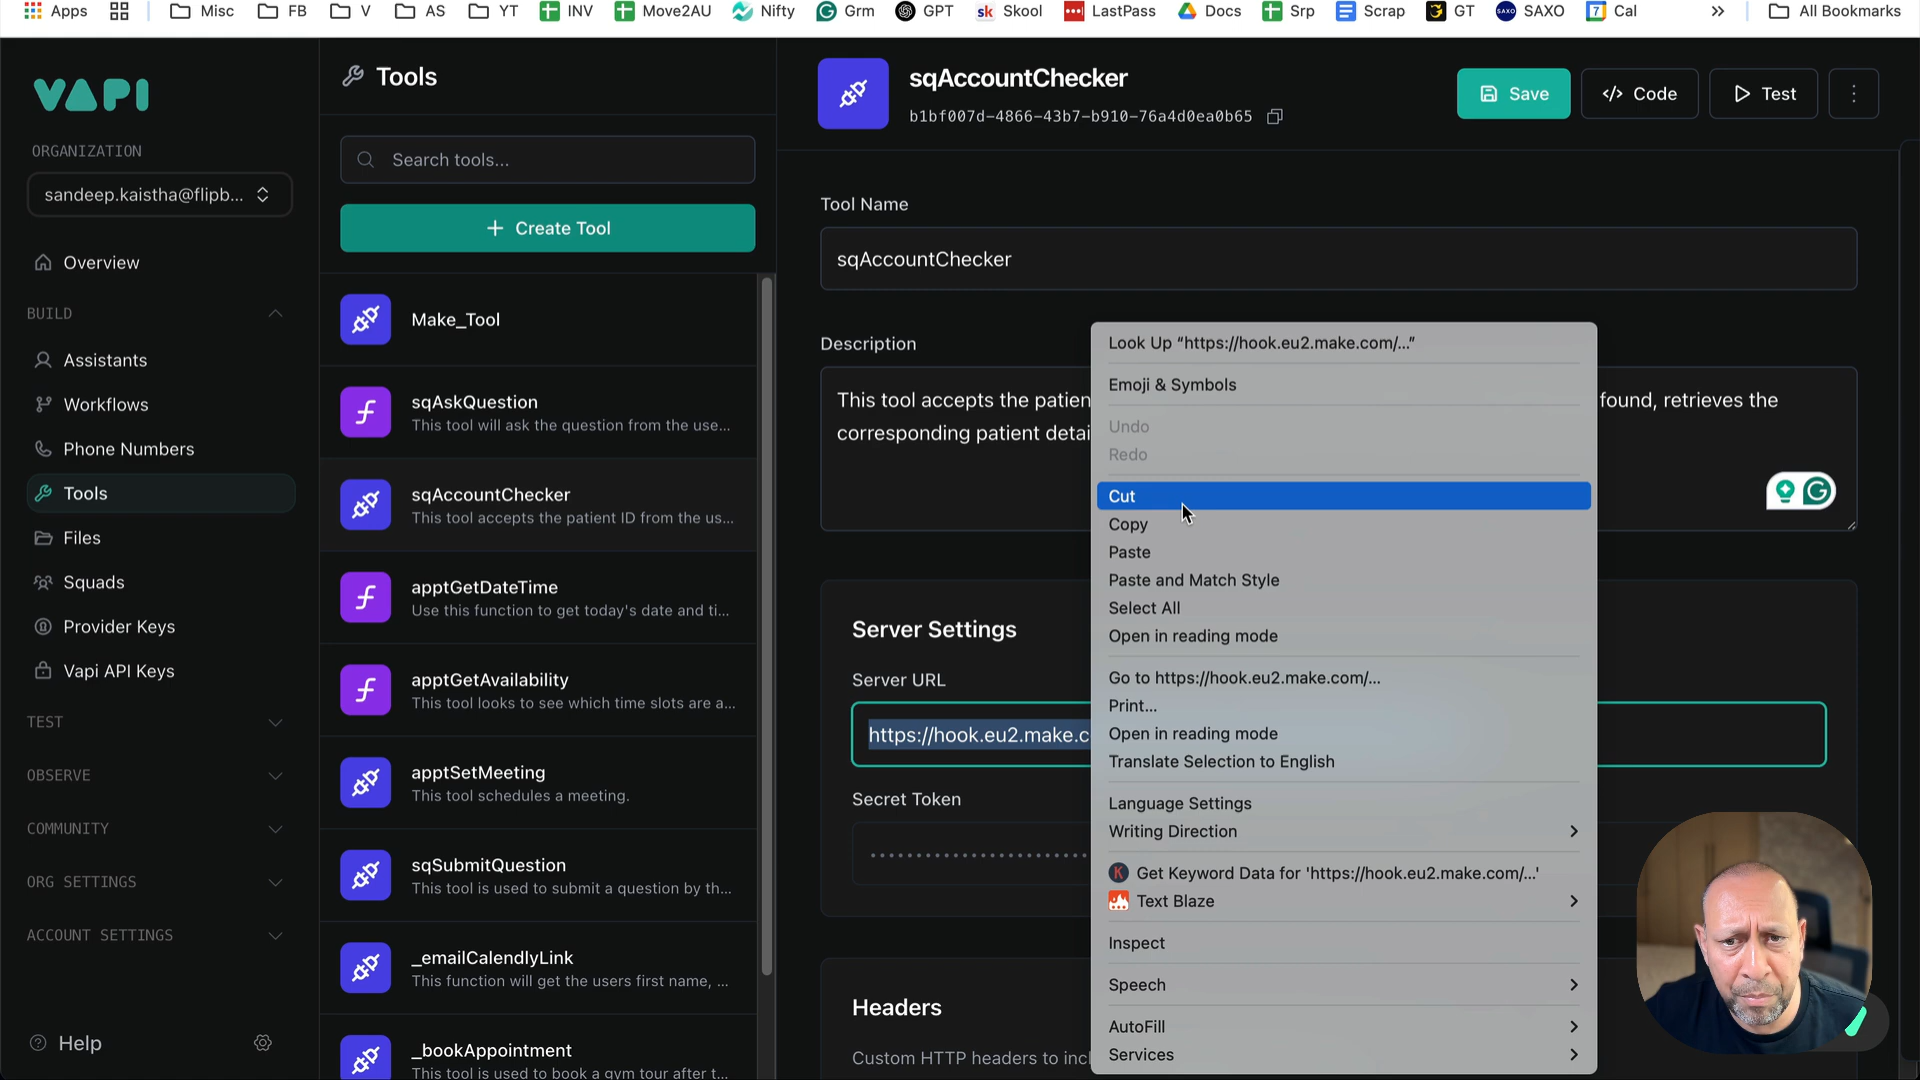 Apps
Misc
FB
V
AS
YT
INV
Move2AU
Nifty
Grm
GPT
sk Skool
LastPass
Docs
Srp
Scrap
GT
SAXO SAXO
7 Cal
All Bookmarks
VAPI
ORGANIZATION
sandeep.kaistha@flipb...
Overview
BUILD
Assistants
Workflows
Phone Numbers
Tools
Files
Squads
Provider Keys
Vapi API Keys
TEST
OBSERVE
COMMUNITY
ORG SETTINGS
ACCOUNT SETTINGS
Help
Tools
Search tools...
+ Create Tool
Make_Tool
sqAskQuestion
This tool will ask the question from the use...
sqAccountChecker
This tool accepts the patient ID from the us...
apptGetDateTime
Use this function to get today's date and ti...
apptGetAvailability
This tool looks to see which time slots are a...
apptSetMeeting
This tool schedules a meeting.
sqSubmitQuestion
This tool is used to submit a question by th...
_emailCalendlyLink
This function will get the users first name, ...
_bookAppointment
This tool is used to book a gym tour after t...
sqAccountChecker
b1bf007d-4866-43b7-b910-76a4d0ea0b65
Save
</> Code
Test
Tool Name
sqAccountChecker
Description
This tool accepts the patien found, retrieves the
corresponding patient detai
Server Settings
Server URL
https://hook.eu2.make.c
Secret Token
Headers
Custom HTTP headers to incl
Look Up “https://hook.eu2.make.com/...”
Emoji & Symbols
Undo
Redo
Cut
Copy
Paste
Paste and Match Style
Select All
Open in reading mode
Go to https://hook.eu2.make.com/...
Print...
Open in reading mode
Translate Selection to English
Language Settings
Writing Direction
K Get Keyword Data for 'https://hook.eu2.make.com/...'
Text Blaze
Inspect
Speech
AutoFill
Services